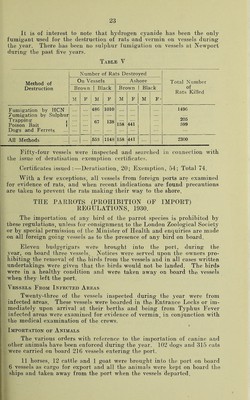 23
It is of interest to note that hydrogen cyanide has been the only
fumigant used for the destruction of rats and vermin on vessels during
the year. There has been no sulphur fumigation on vessels at Newport
during the past five years.
Table V
Number of Rats Destroyed
Method of Destruction
On Vessels
Ashore
Total Number of Rats Killed
Brown
Black
Brown
Black
M F M F M F M F
Fumigation by HCN ... ... 486 1010 ... ... ... ... 1496
Fumigation by Sulphur
Trapping 205
Poison Bait ... ... 67 138 158 441 ... ... 599
Dogs and Ferrets
All Methods ... ... 553 1148 158 441 ... ... 2300
Fifty-four vessels were inspected and searched in connection with
the issue of deratisation exemption certificates.
Certificates issued :—Deratisation, 20; Exemption, 54; Total 74.
With a few exceptions, all vessels from foreign ports are examined
for evidence of rats, and when recent indications are found precautions
are taken to prevent the rats making their way to the shore.
THE PARROTS (PROHIBITION OF IMPORT)
REGULATIONS, 1930.
The importation of any bird of the parrot species is prohibited by
these regulations, unless for consignment to the London Zoological Society
or by special permission of the Minister of Health and enquiries are made
on all foreign going vessels as to the presence of any bird on board.
Eleven budgerigars were brought into the port, during the
year, on board three vessels. Notices were served upon the owners pro-
hibiting the removal of the birds from the vessels and in all cases written
undertakings were given that the birds would not be landed. The birds
were in a healthy condition and were taken away on board the vessels
when they left the port.
Vessels From Infected Areas
Twenty-three of the vessels inspected during the year were from
infected areas. These vessels were boarded in the Entrance Locks or im-
mediately upon arrival at their berths and being from Typhus Fever
infected areas were examined for evidence of vermin, in conjunction with
the medical examination of the crews.
Importation of Animals
The various orders with reference to the importation of canine and
other animals have been enforced during the year. 102 dogs and 315 cats
were carried on board 216 vessels entering the port.
11 horses, 12 cattle and 1 goat were brought into the port on board
6 vessels as cargo for export and all the animals were kept on board the
ships and taken away from the port when the vessels departed.